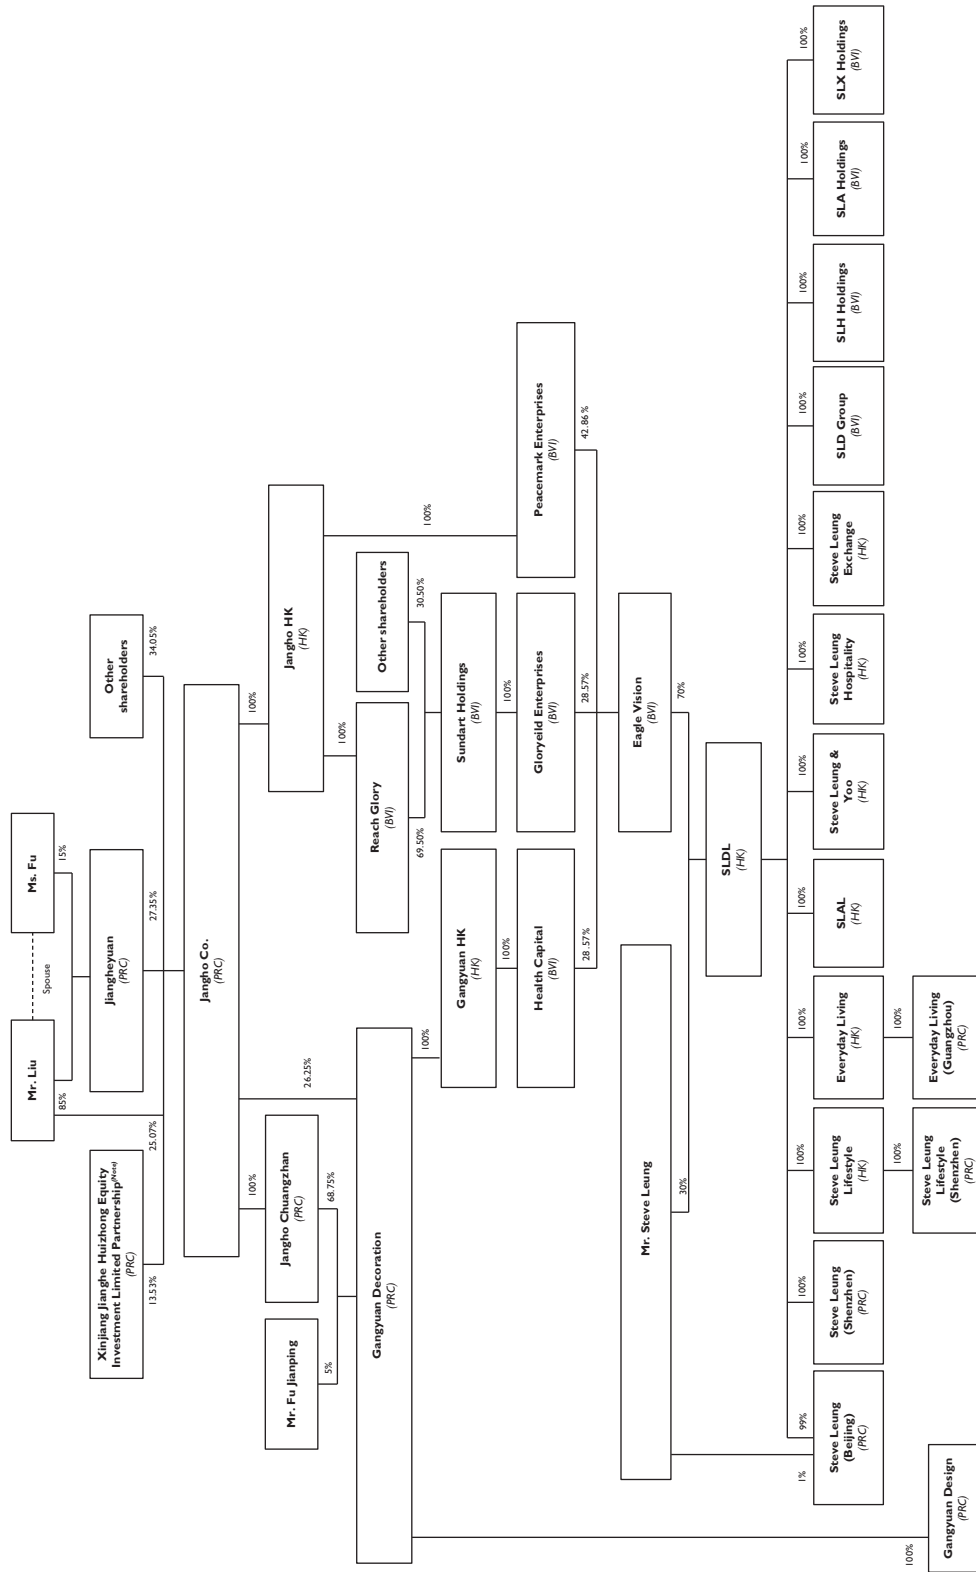 Mr. Liu
Spouse
Ms. Fu
85%
15%
Xinjiang Jianghe Huizhong Equity
Investment Limited Partnership(Note)
(PRC)
Jiangheyuan
(PRC)
Other
shareholders
13.53%
25.07%
27.35%
34.05%
Jangho Co.
(PRC)
100%
26.25%
100%
Mr. Fu Jianping
Jangho Chuangzhan
(PRC)
Jangho HK
(HK)
5%
68.75%
100%
100%
Gangyuan Decoration
(PRC)
Reach Glory
(BVI)
Other shareholders
100%
69.50%
30.50%
Gangyuan HK
(HK)
Sundart Holdings
(BVI)
100%
100%
Health Capital
(BVI)
Gloryeild Enterprises
(BVI)
Peacemark Enterprises
(BVI)
28.57%
28.57%
42.86%
Mr. Steve Leung
Eagle Vision
(BVI)
30%
70%
SLDL
(HK)
1%
99%
100%
100%
100%
100%
100%
100%
100%
100%
100%
100%
100%
Steve Leung
(Beijing)
(PRC)
Steve Leung
(Shenzhen)
(PRC)
Steve Leung
Lifestyle
(HK)
Everyday Living
(HK)
SLAL
(HK)
Steve Leung &
Yoo
(HK)
Steve Leung
Hospitality
(HK)
Steve Leung
Exchange
(HK)
SLD Group
(BVI)
SLH Holdings
(BVI)
SLA Holdings
(BVI)
SLX Holdings
(BVI)
100%
100%
100%
Gangyuan Design
(PRC)
Steve Leung
Lifestyle
(Shenzhen)
(PRC)
Everyday Living
(Guangzhou)
(PRC)